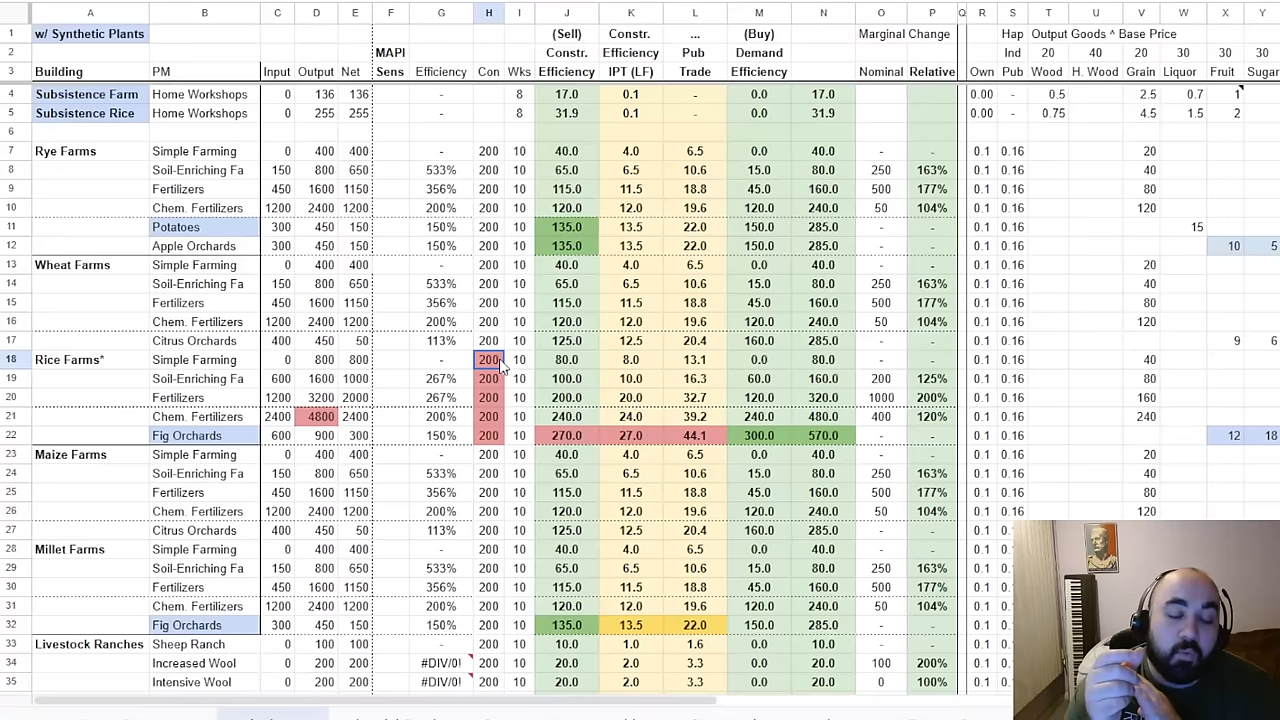 A B C D E F G H I J K L M N O P Q R S T U V W X Y
1 w/ Synthetic Plants (Sell) Constr. ... (Buy) Marginal Change Hap Output Goods ^ Base Price
2 MAPI Constr. Efficiency Pub Demand Ind 20 40 20 30 30 30
3 Building PM Input Output Net Sens Efficiency Con Wks Efficiency IPT (LF) Trade Efficiency Nominal Relative Own Pub Wood H. Wood Grain Liquor Fruit Sugar
4 Subsistence Farm Home Workshops 0 136 136 - 8 17.0 0.1 - 0.0 17.0 0.00 - 0.5 2.5 0.7 1
5 Subsistence Rice Home Workshops 0 255 255 - 8 31.9 0.1 - 0.0 31.9 0.00 - 0.75 4.5 1.5 2
6
7 Rye Farms Simple Farming 0 400 400 - 200 10 40.0 4.0 6.5 0.0 40.0 - - 0.1 0.16 20
8 Soil-Enriching Fa 150 800 650 533% 200 10 65.0 6.5 10.6 15.0 80.0 250 163% 0.1 0.16 40
9 Fertilizers 450 1600 1150 356% 200 10 115.0 11.5 18.8 45.0 160.0 500 177% 0.1 0.16 80
10 Chem. Fertilizers 1200 2400 1200 200% 200 10 120.0 12.0 19.6 120.0 240.0 50 104% 0.1 0.16 120
11 Potatoes 300 450 150 150% 200 10 135.0 13.5 22.0 150.0 285.0 - - 0.1 0.16 15
12 Apple Orchards 300 450 150 150% 200 10 135.0 13.5 22.0 150.0 285.0 - - 0.1 0.16 10 5
13 Wheat Farms Simple Farming 0 400 400 - 200 10 40.0 4.0 6.5 0.0 40.0 - - 0.1 0.16 20
14 Soil-Enriching Fa 150 800 650 533% 200 10 65.0 6.5 10.6 15.0 80.0 250 163% 0.1 0.16 40
15 Fertilizers 450 1600 1150 356% 200 10 115.0 11.5 18.8 45.0 160.0 500 177% 0.1 0.16 80
16 Chem. Fertilizers 1200 2400 1200 200% 200 10 120.0 12.0 19.6 120.0 240.0 50 104% 0.1 0.16 120
17 Citrus Orchards 400 450 50 113% 200 10 125.0 12.5 20.4 160.0 285.0 - - 0.1 0.16 9 6
18 Rice Farms* Simple Farming 0 800 800 - 200 10 80.0 8.0 13.1 0.0 80.0 - - 0.1 0.16 40
19 Soil-Enriching Fa 600 1600 1000 267% 200 10 100.0 10.0 16.3 60.0 160.0 200 125% 0.1 0.16 80
20 Fertilizers 1200 3200 2000 267% 200 10 200.0 20.0 32.7 120.0 320.0 1000 200% 0.1 0.16 160
21 Chem. Fertilizers 2400 4800 2400 200% 200 10 240.0 24.0 39.2 240.0 480.0 400 120% 0.1 0.16 240
22 Fig Orchards 600 900 300 150% 200 10 270.0 27.0 44.1 300.0 570.0 - - 0.1 0.16 12 18
23 Maize Farms Simple Farming 0 400 400 - 200 10 40.0 4.0 6.5 0.0 40.0 - - 0.1 0.16 20
24 Soil-Enriching Fa 150 800 650 533% 200 10 65.0 6.5 10.6 15.0 80.0 250 163% 0.1 0.16 40
25 Fertilizers 450 1600 1150 356% 200 10 115.0 11.5 18.8 45.0 160.0 500 177% 0.1 0.16 80
26 Chem. Fertilizers 1200 2400 1200 200% 200 10 120.0 12.0 19.6 120.0 240.0 50 104% 0.1 0.16 120
27 Citrus Orchards 400 450 50 113% 200 10 125.0 12.5 20.4 160.0 285.0 - - 0.1
28 Millet Farms Simple Farming 0 400 400 - 200 10 40.0 4.0 6.5 0.0 40.0 - - 0.1
29 Soil-Enriching Fa 150 800 650 533% 200 10 65.0 6.5 10.6 15.0 80.0 250 163% 0.1
30 Fertilizers 450 1600 1150 356% 200 10 115.0 11.5 18.8 45.0 160.0 500 177% 0.1
31 Chem. Fertilizers 1200 2400 1200 200% 200 10 120.0 12.0 19.6 120.0 240.0 50 104% 0.1
32 Fig Orchards 300 450 150 150% 200 10 135.0 13.5 22.0 150.0 285.0 - - 0.1
33 Livestock Ranches Sheep Ranch 0 100 100 - 200 10 10.0 1.0 1.6 0.0 10.0 - - 0.1
34 Increased Wool 0 200 200 #DIV/0! 200 10 20.0 2.0 3.3 0.0 20.0 100 200% 0.1
35 Intensive Wool 0 200 200 #DIV/0! 200 10 20.0 2.0 3.3 0.0 20.0 0 100% 0.1